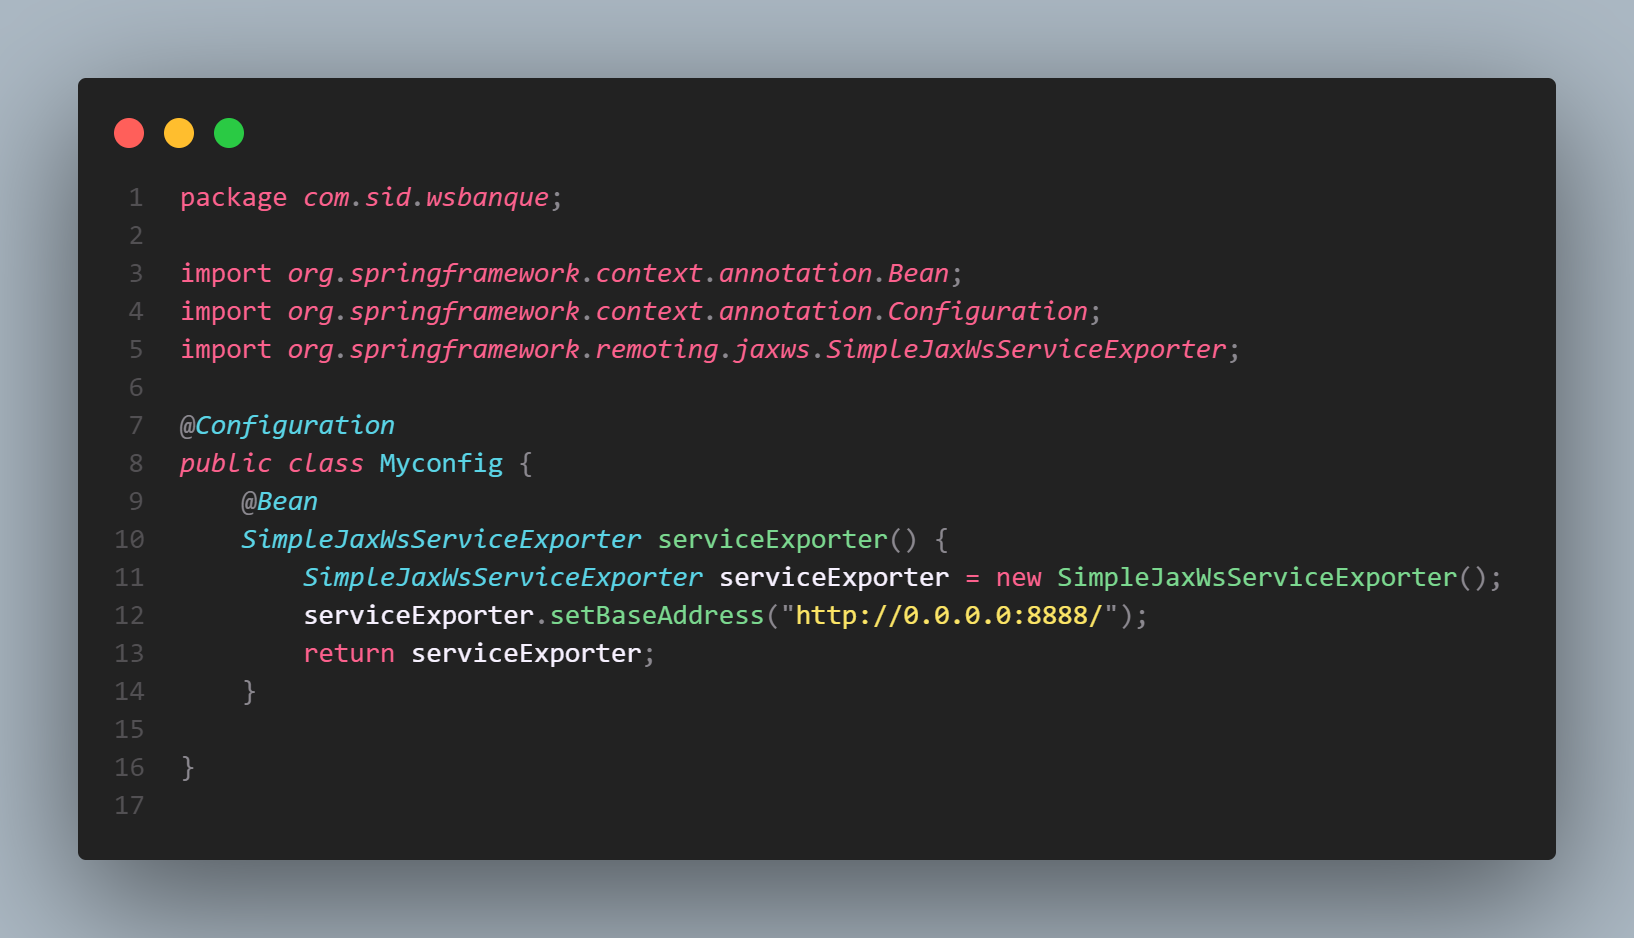 1 package com.sid.wsbanque;
2
3 import org.springframework.context.annotation.Bean;
4 import org.springframework.context.annotation.Configuration;
5 import org.springframework.remoting.jaxws.SimpleJaxWsServiceExporter;
6
7 @Configuration
8 public class Myconfig {
9     @Bean
10     SimpleJaxWsServiceExporter serviceExporter() {
11         SimpleJaxWsServiceExporter serviceExporter = new SimpleJaxWsServiceExporter();
12         serviceExporter.setBaseAddress("http://0.0.0.0:8888/");
13         return serviceExporter;
14     }
15
16 }
17